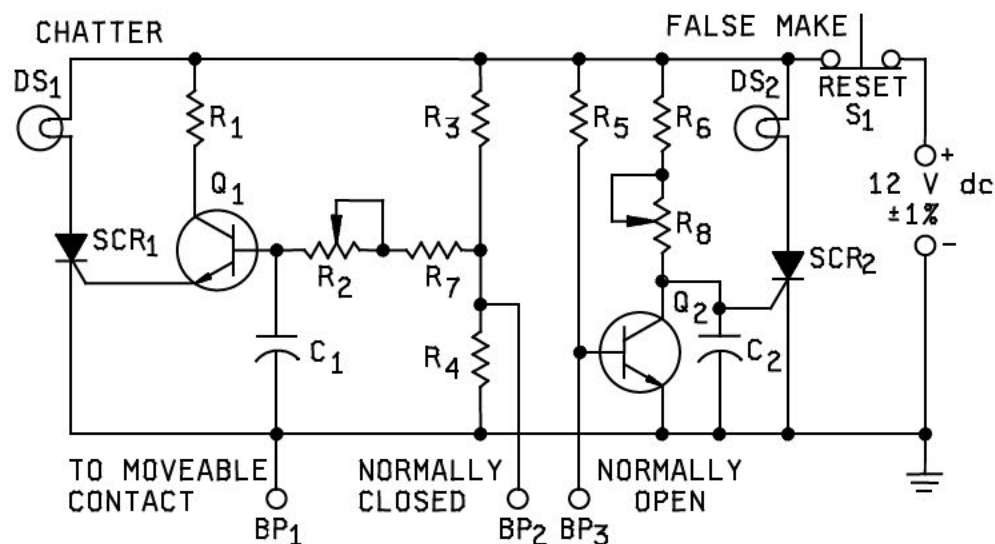 CHATTER
FALSE MAKE
DS1
R1
R3
R5
R6
DS2
RESET
S1
+
12 V dc
±1%
-
Q1
SCR1
R2
R7
R8
SCR2
Q2
C1
R4
C2
TO MOVEABLE
CONTACT
NORMALLY
CLOSED
NORMALLY
OPEN
BP1
BP2
BP3